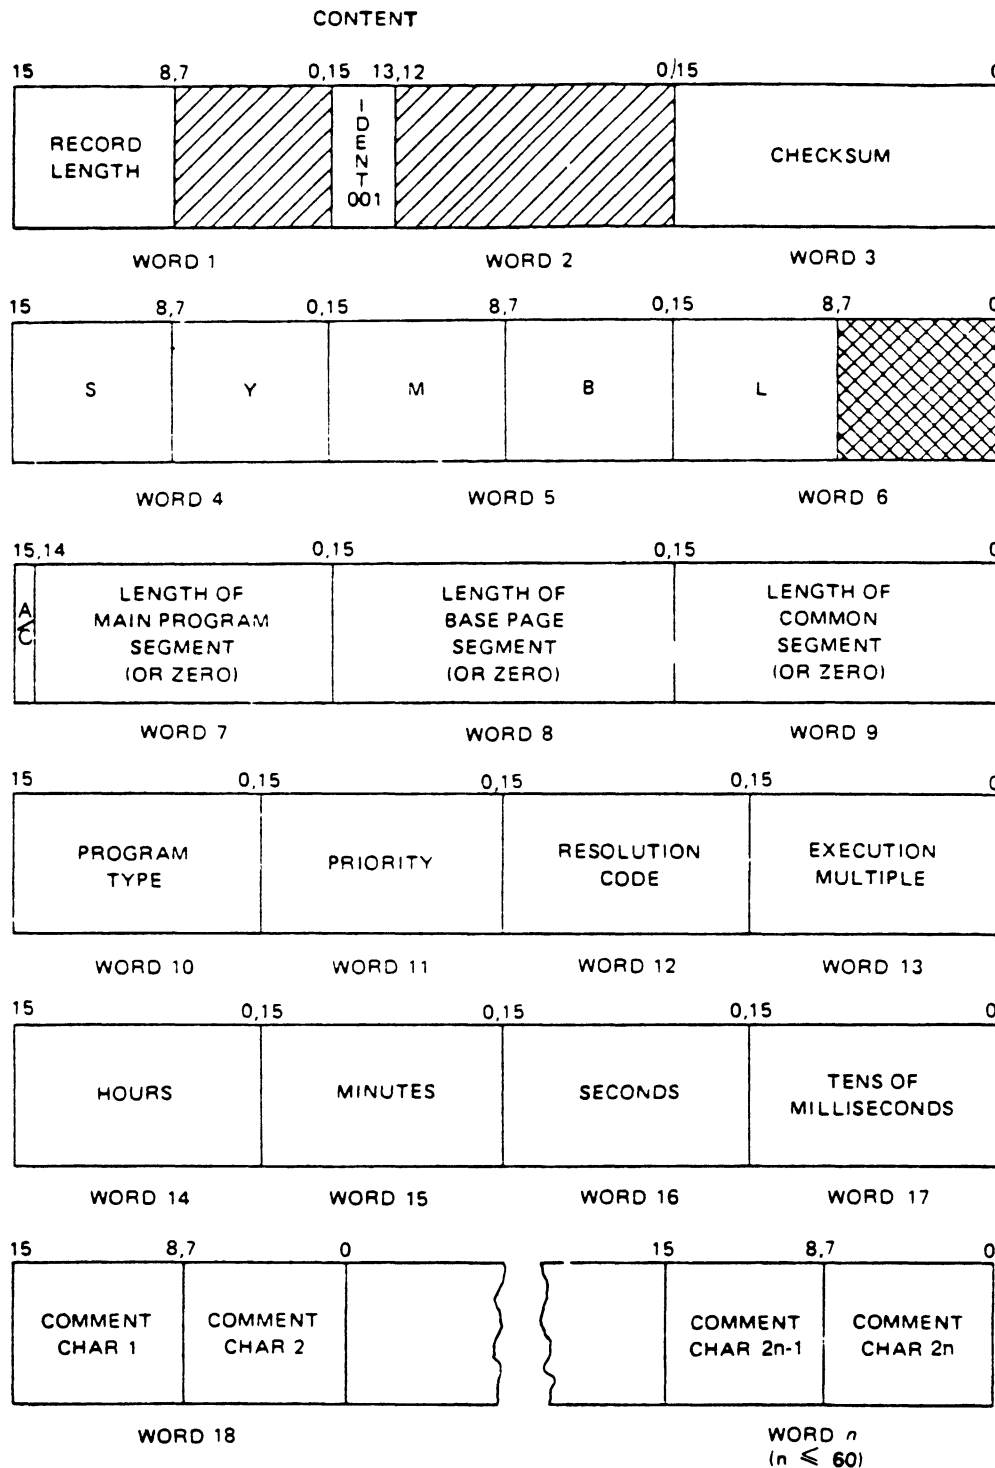 CONTENT
15 8,7 0,15 13,12 0/15 0
RECORD LENGTH IDENT 001 CHECKSUM
WORD 1 WORD 2 WORD 3
15 8,7 0,15 8,7 0,15 8,7 0
S Y M B L
WORD 4 WORD 5 WORD 6
15,14 0,15 0,15 0
A/C LENGTH OF MAIN PROGRAM SEGMENT (OR ZERO) LENGTH OF BASE PAGE SEGMENT (OR ZERO) LENGTH OF COMMON SEGMENT (OR ZERO)
WORD 7 WORD 8 WORD 9
15 0,15 0,15 0,15 0
PROGRAM TYPE PRIORITY RESOLUTION CODE EXECUTION MULTIPLE
WORD 10 WORD 11 WORD 12 WORD 13
15 0,15 0,15 0,15 0
HOURS MINUTES SECONDS TENS OF MILLISECONDS
WORD 14 WORD 15 WORD 16 WORD 17
15 8,7 0 15 8,7 0
COMMENT CHAR 1 COMMENT CHAR 2 COMMENT CHAR 2n-1 COMMENT CHAR 2n
WORD 18 WORD n
(n ⩽ 60)